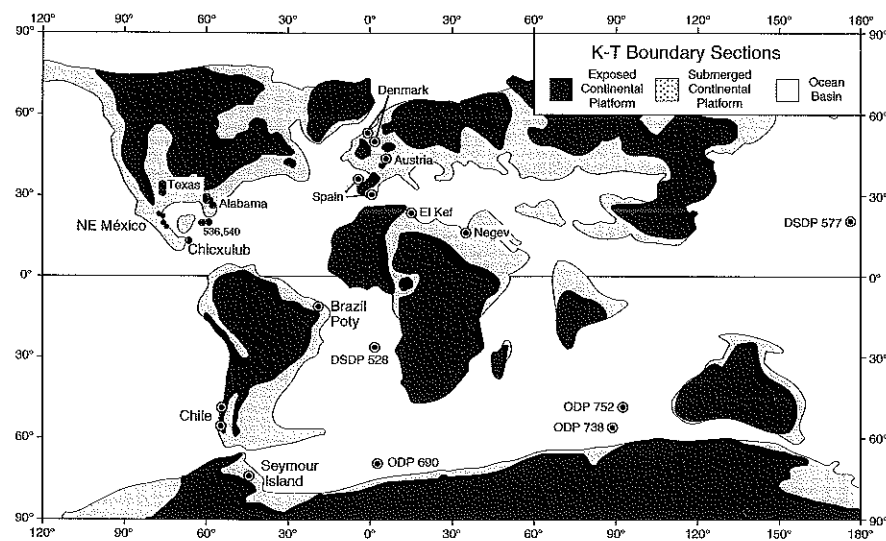 120° 90° 60° 30° 0° 30° 60° 90° 120° 150° 180°
90° 90°
K-T Boundary Sections
Exposed Continental Platform
Submerged Continental Platform
Ocean Basin
60° 60°
Denmark
Austria
Spain
30° 30°
Texas
Alabama
NE México
536,540
Chicxulub
El Kef
Negev
DSDP 577
0° 0°
Brazil
Poty
DSDP 528
30° 30°
Chile
ODP 752
ODP 738
60° 60°
Seymour
Island
ODP 690
90° 90°
120° 90° 60° 30° 0° 30° 60° 90° 120° 150° 180°